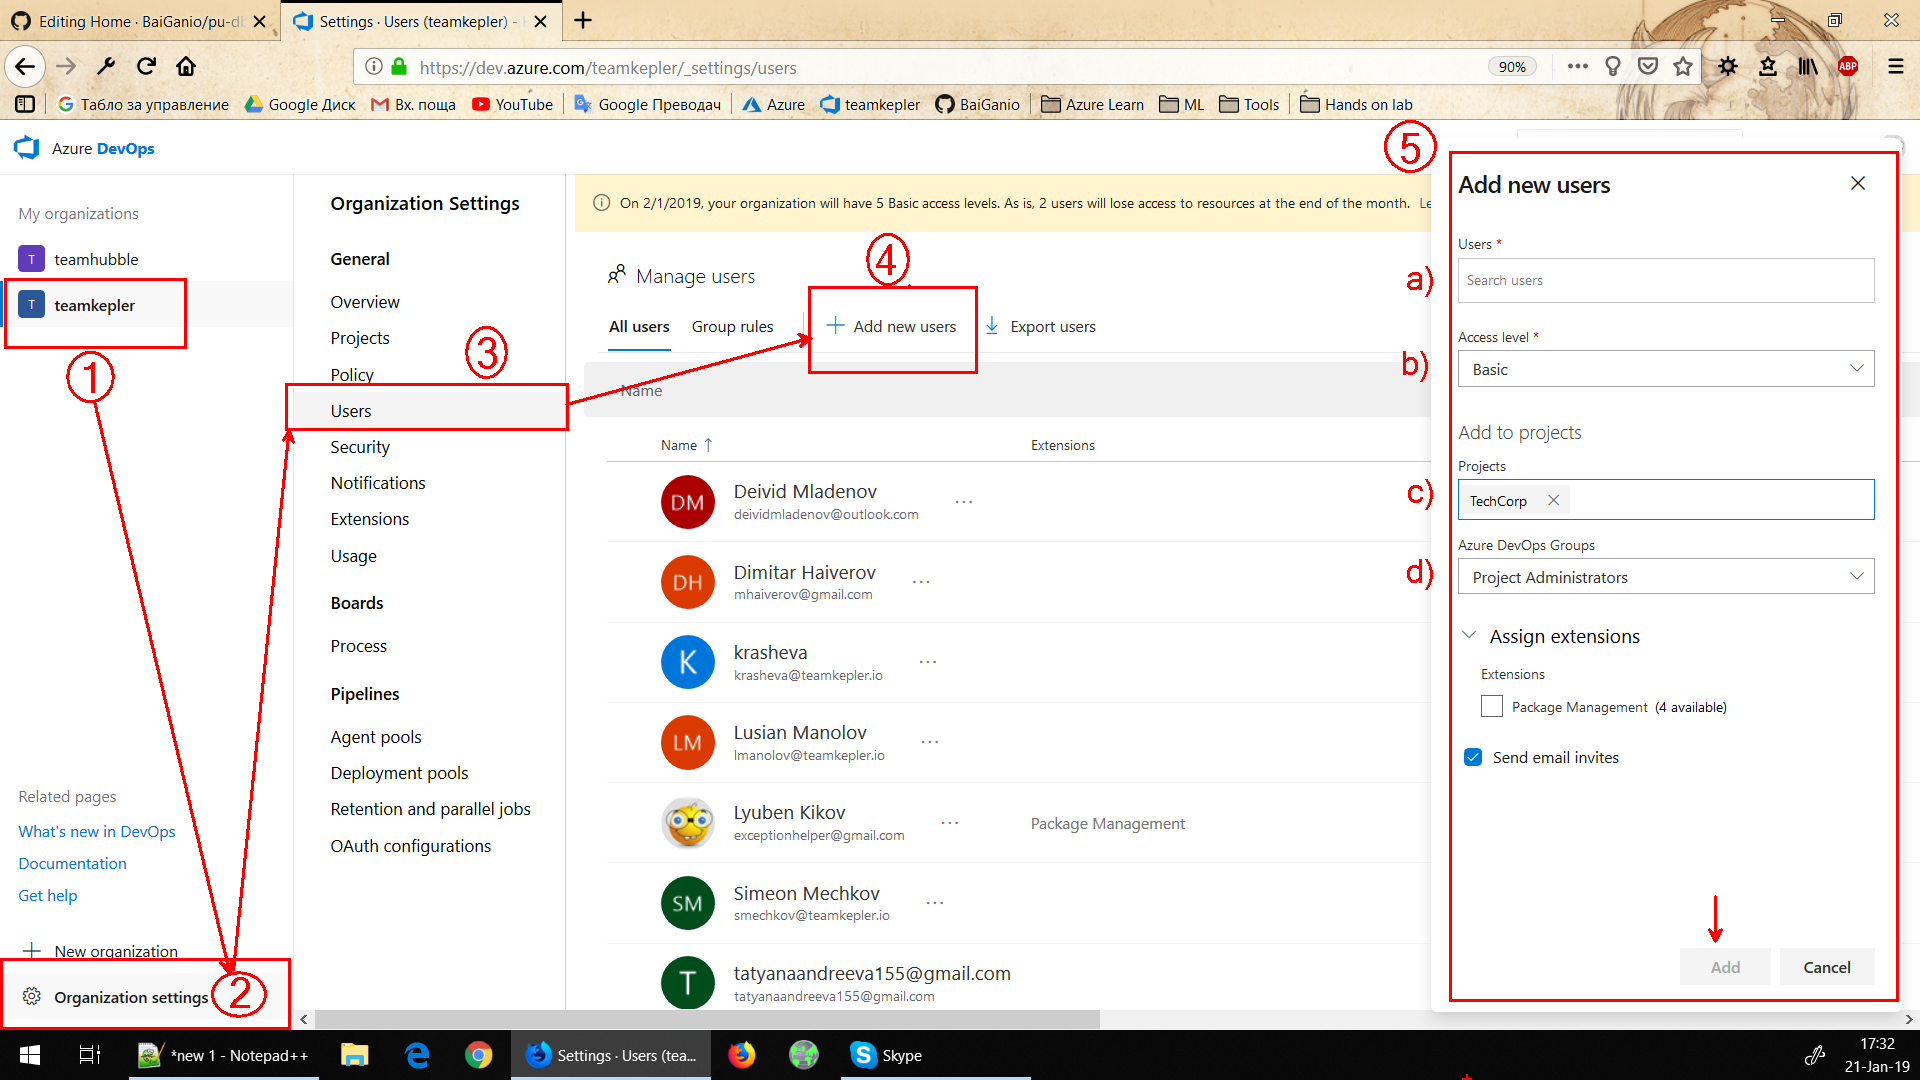 Editing Home · BaiGanio/pu-d
Settings · Users (teamkepler) -
https://dev.azure.com/teamkepler/_settings/users
90%
ABP
Табло за управление
Google Диск
Вх. поща
YouTube
Google Преводач
Azure
teamkepler
BaiGanio
Azure Learn
ML
Tools
Hands on lab
Azure DevOps
My organizations
T teamhubble
T teamkepler
1
Related pages
What's new in DevOps
Documentation
Get help
New organization
Organization settings
2
Organization Settings
General
Overview
Projects
3
Policy
Users
Security
Notifications
Extensions
Usage
Boards
Process
Pipelines
Agent pools
Deployment pools
Retention and parallel jobs
OAuth configurations
On 2/1/2019, your organization will have 5 Basic access levels. As is, 2 users will lose access to resources at the end of the month. Le
4
Manage users
All users
Group rules
Add new users
Export users
Name
Name
Extensions
DM
Deivid Mladenov
deividmladenov@outlook.com
DH
Dimitar Haiverov
mhaiverov@gmail.com
K
krasheva
krasheva@teamkepler.io
LM
Lusian Manolov
lmanolov@teamkepler.io
Lyuben Kikov
exceptionhelper@gmail.com
Package Management
SM
Simeon Mechkov
smechkov@teamkepler.io
T
tatyanaandreeva155@gmail.com
tatyanaandreeva155@gmail.com
5
Add new users
Users *
a)
Search users
Access level *
b)
Basic
Add to projects
Projects
c)
TechCorp
Azure DevOps Groups
d)
Project Administrators
Assign extensions
Extensions
Package Management (4 available)
Send email invites
Add
Cancel
*new 1 - Notepad++
Settings · Users (tea...
Skype
17:32
21-Jan-19